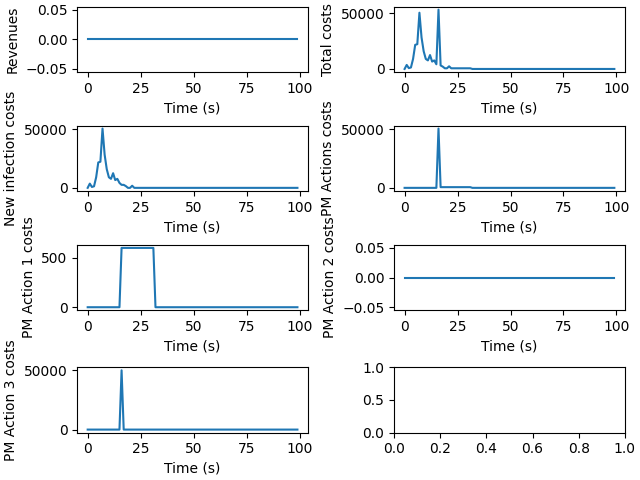 Revenues
0.05
0.00
−0.05
0 25 50 75 100
Time (s)
Total costs
50000
0
0 25 50 75 100
Time (s)
New infection costs
50000
0
0 25 50 75 100
Time (s)
PM Actions costs
50000
0
0 25 50 75 100
Time (s)
PM Action 1 costs
500
0
0 25 50 75 100
Time (s)
PM Action 2 costs
0.05
0.00
−0.05
0 25 50 75 100
Time (s)
PM Action 3 costs
50000
0
0 25 50 75 100
Time (s)
1.0
0.5
0.0
0.0 0.2 0.4 0.6 0.8 1.0